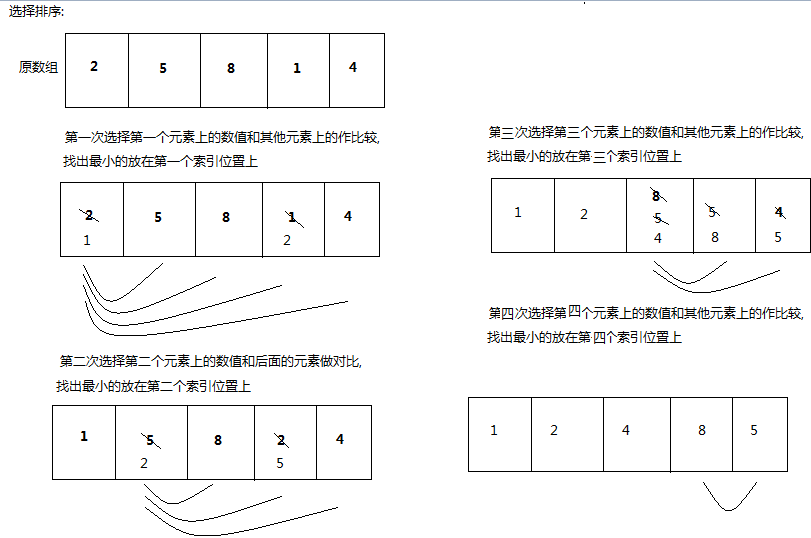 选择排序:
原数组 2 5 8 1 4
第一次选择第一个元素上的数值和其他元素上的作比较,
找出最小的放在第一个索引位置上
2 5 8 1 4
1 2
第二次选择第二个元素上的数值和后面的元素做对比,
找出最小的放在第二个索引位置上
1 5 8 2 4
2 5
第三次选择第三个元素上的数值和其他元素上的作比较,
找出最小的放在第三个索引位置上
8
1 2 5 5 4
4 8 5
第四次选择第四个元素上的数值和其他元素上的作比较,
找出最小的放在第四个索引位置上
1 2 4 8 5